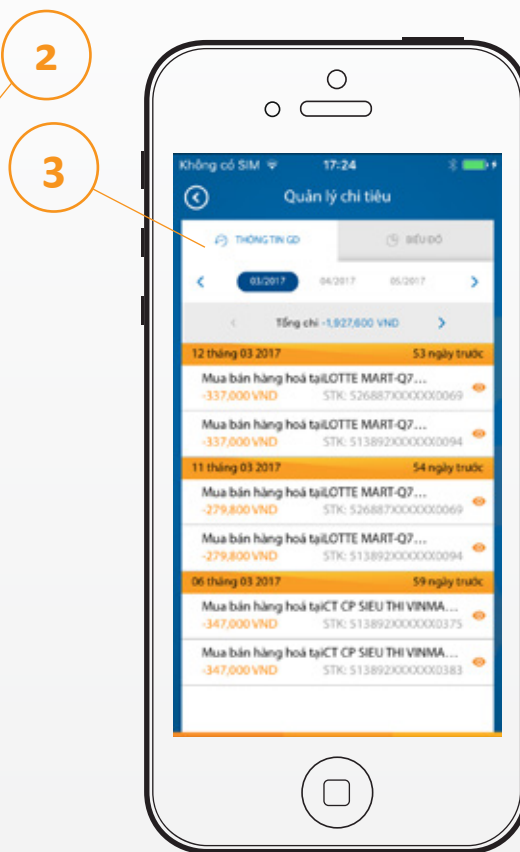 2
3
Không có SIM 17:24
Quản lý chi tiêu
THÔNG TIN GD BIỂU ĐỒ
03/2017 04/2017 05/2017
Tổng chi -1,927,600 VND
12 tháng 03 2017 53 ngày trước
Mua bán hàng hoá tạiLOTTE MART-Q7...
-337,000 VND STK: 526887XXXXXX0069
Mua bán hàng hoá tạiLOTTE MART-Q7...
-337,000 VND STK: 513892XXXXXX0094
11 tháng 03 2017 54 ngày trước
Mua bán hàng hoá tạiLOTTE MART-Q7...
-279,800 VND STK: 526887XXXXXX0069
Mua bán hàng hoá tạiLOTTE MART-Q7...
-279,800 VND STK: 513892XXXXXX0094
06 tháng 03 2017 59 ngày trước
Mua bán hàng hoá tạiCT CP SIEU THI VINMA...
-347,000 VND STK: 513892XXXXXX0375
Mua bán hàng hoá tạiCT CP SIEU THI VINMA...
-347,000 VND STK: 513892XXXXXX0383